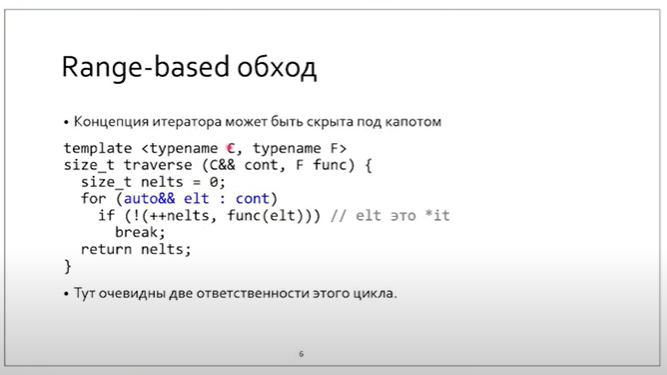 Range-based обход
• Концепция итератора может быть скрыта под капотом
template <typename C, typename F>
size_t traverse (C&& cont, F func) {
size_t nelts = 0;
for (auto&& elt : cont)
if (!(++nelts, func(elt))) // elt это *it
break;
return nelts;
}
• Тут очевидны две ответственности этого цикла.
6